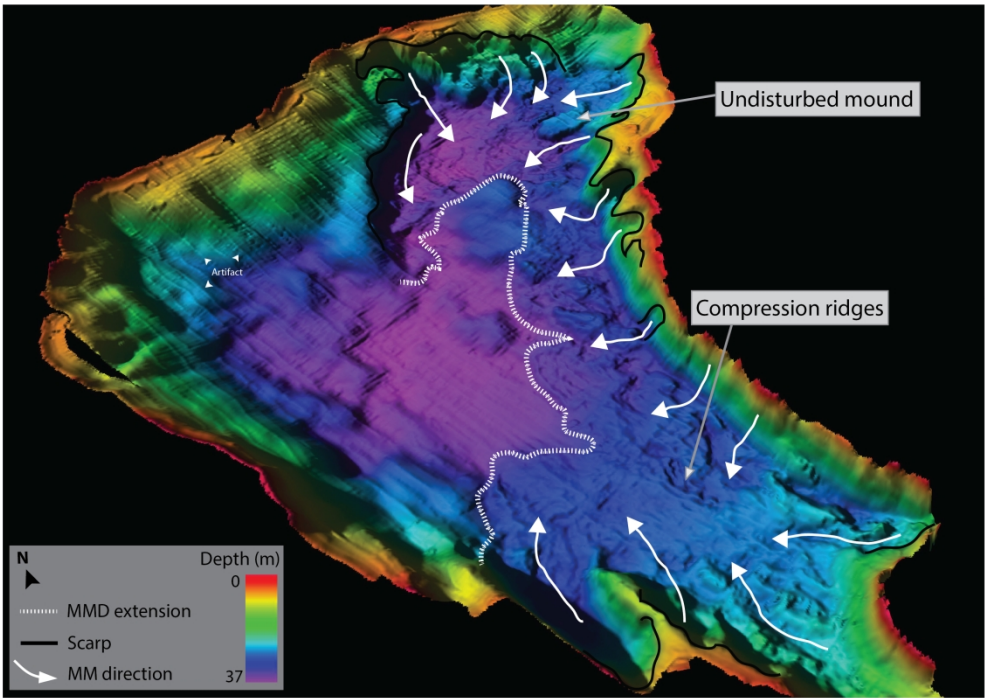 Undisturbed mound
Artifact
Compression ridges
N
Depth (m)
0
MMD extension
Scarp
MM direction
37